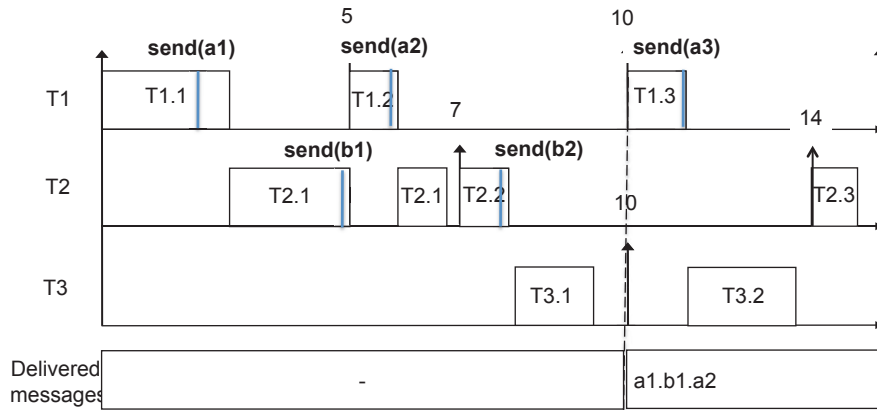 5
10
send(a1)
send(a2)
send(a3)
T1
T1.1
T1.2
T1.3
7
14
send(b1)
send(b2)
T2
T2.1
T2.1
T2.2
10
T2.3
T3
T3.1
T3.2
Delivered
messages
-
a1.b1.a2